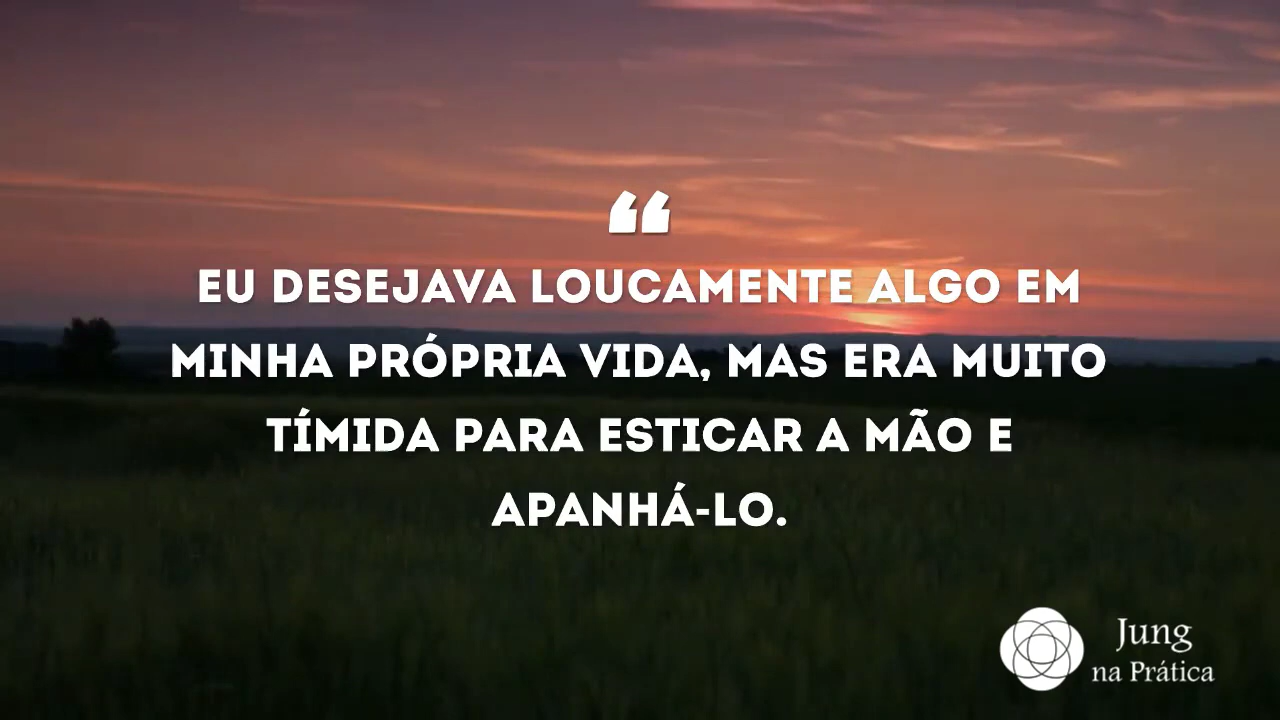 ❝
EU DESEJAVA LOUCAMENTE ALGO EM
MINHA PRÓPRIA VIDA, MAS ERA MUITO
TÍMIDA PARA ESTICAR A MÃO E
APANHÁ-LO.
Jung
na Prática